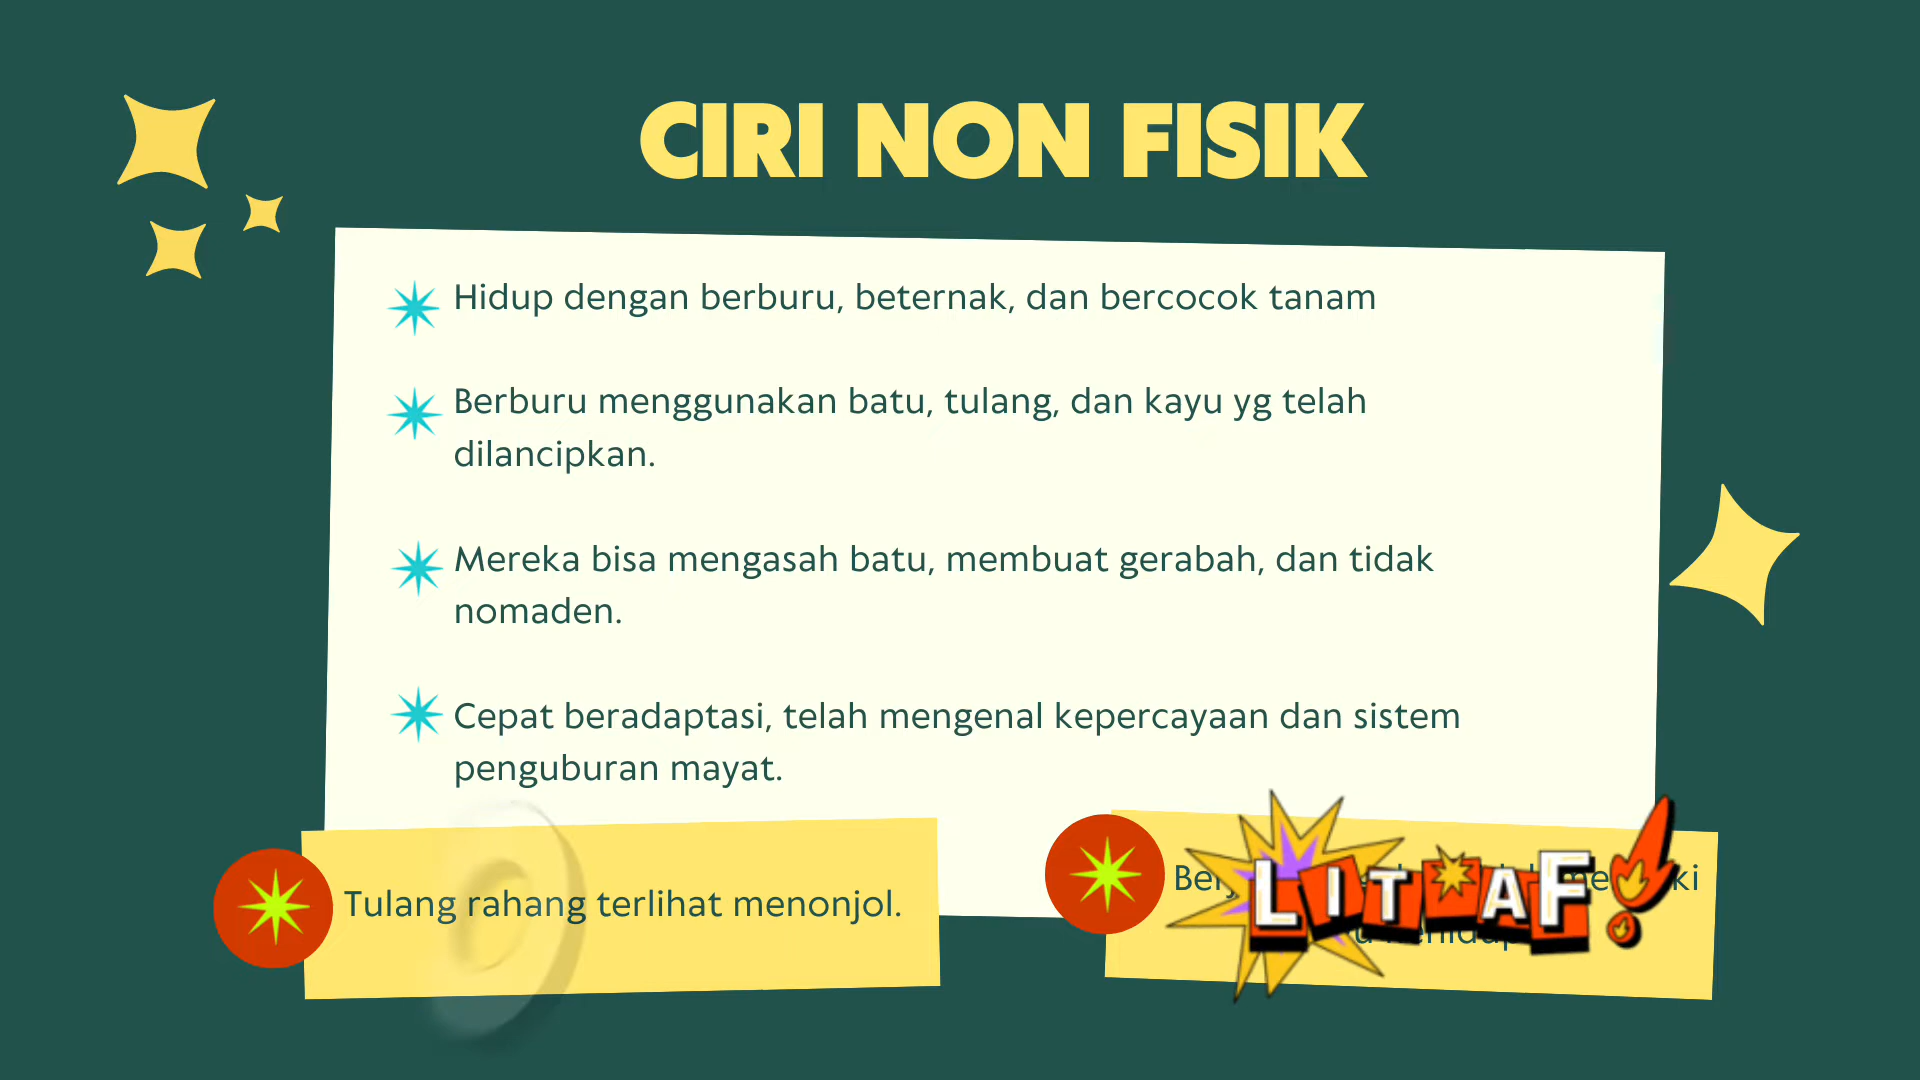 CIRI NON FISIK
Hidup dengan berburu, beternak, dan bercocok tanam
Berburu menggunakan batu, tulang, dan kayu yg telah
dilancipkan.
Mereka bisa mengasah batu, membuat gerabah, dan tidak
nomaden.
Cepat beradaptasi, telah mengenal kepercayaan dan sistem
penguburan mayat.
Tulang rahang terlihat menonjol.
LIT AF!